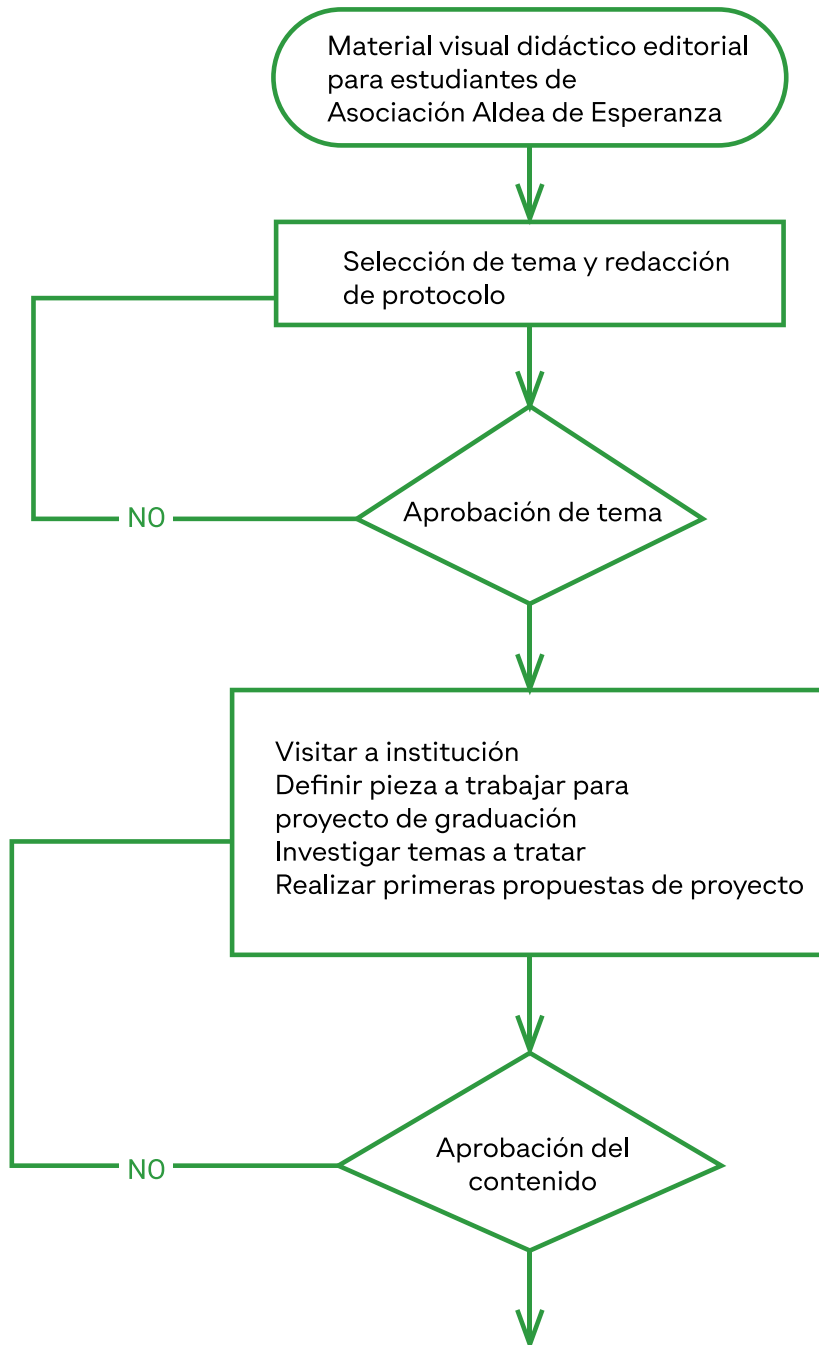 Material visual didáctico editorial
para estudiantes de
Asociación Aldea de Esperanza
Selección de tema y redacción
de protocolo
Aprobación de tema
NO
Visitar a institución
Definir pieza a trabajar para
proyecto de graduación
Investigar temas a tratar
Realizar primeras propuestas de proyecto
Aprobación del
contenido
NO